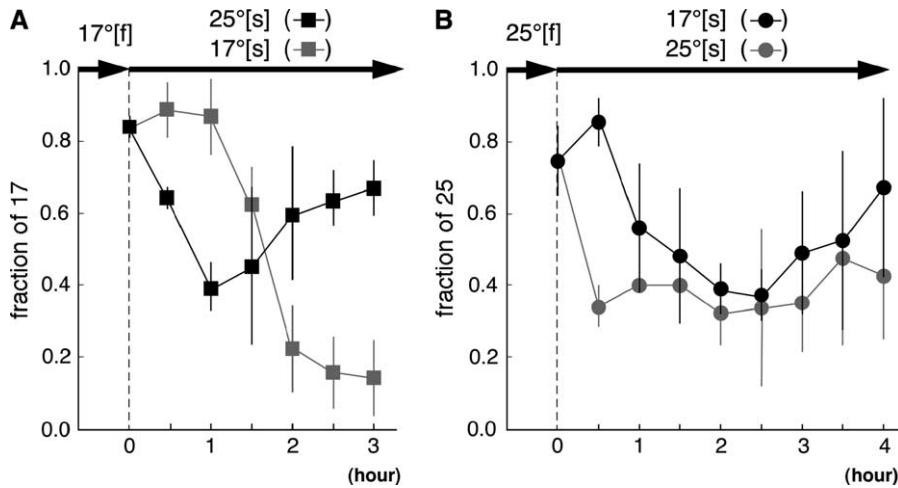 A
17°[f]
25°[s] (-■-)
17°[s] (-■-)
fraction of 17
1.0
0.8
0.6
0.4
0.2
0.0
0 1 2 3
(hour)
B
25°[f]
17°[s] (-●-)
25°[s] (-●-)
fraction of 25
1.0
0.8
0.6
0.4
0.2
0.0
0 1 2 3 4
(hour)